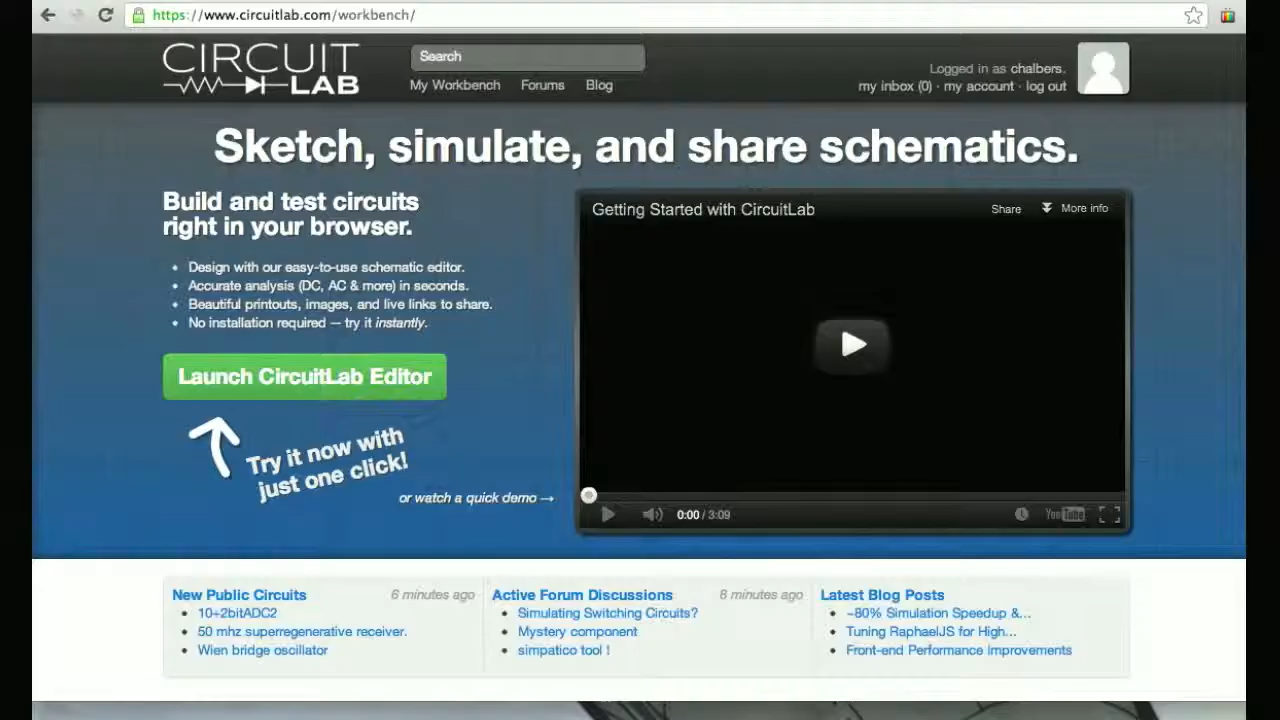 https://www.circuitlab.com/workbench/
CIRCUIT
LAB
Search
My Workbench Forums Blog
Logged in as chalbers.
my inbox (0) · my account · log out
Sketch, simulate, and share schematics.
Build and test circuits
right in your browser.
• Design with our easy-to-use schematic editor.
• Accurate analysis (DC, AC & more) in seconds.
• Beautiful printouts, images, and live links to share.
• No installation required — try it instantly.
Launch CircuitLab Editor
Try it now with
just one click!
or watch a quick demo →
Getting Started with CircuitLab
Share More info
0:00 / 3:09
YouTube
New Public Circuits 6 minutes ago
• 10+2bitADC2
• 50 mhz superregenerative receiver.
• Wien bridge oscillator
Active Forum Discussions 6 minutes ago
• Simulating Switching Circuits?
• Mystery component
• simpatico tool !
Latest Blog Posts
• ~80% Simulation Speedup &...
• Tuning RaphaelJS for High...
• Front-end Performance Improvements